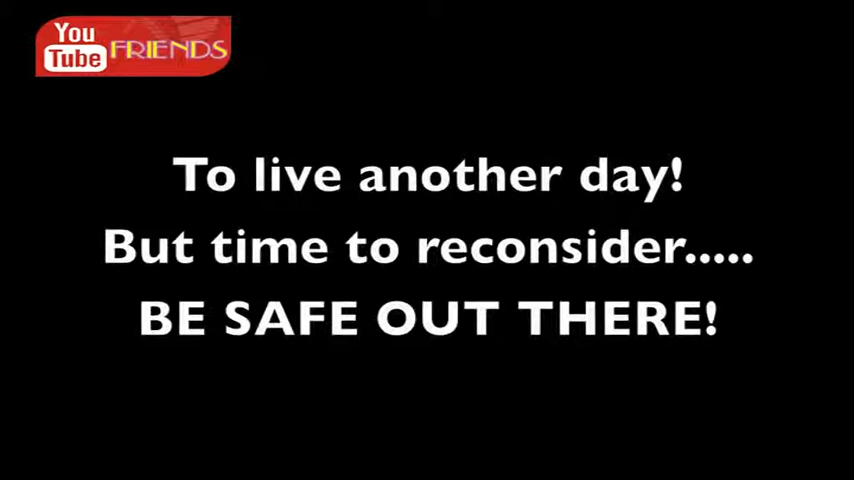 You
Tube FRIENDS
To live another day!
But time to reconsider.....
BE SAFE OUT THERE!